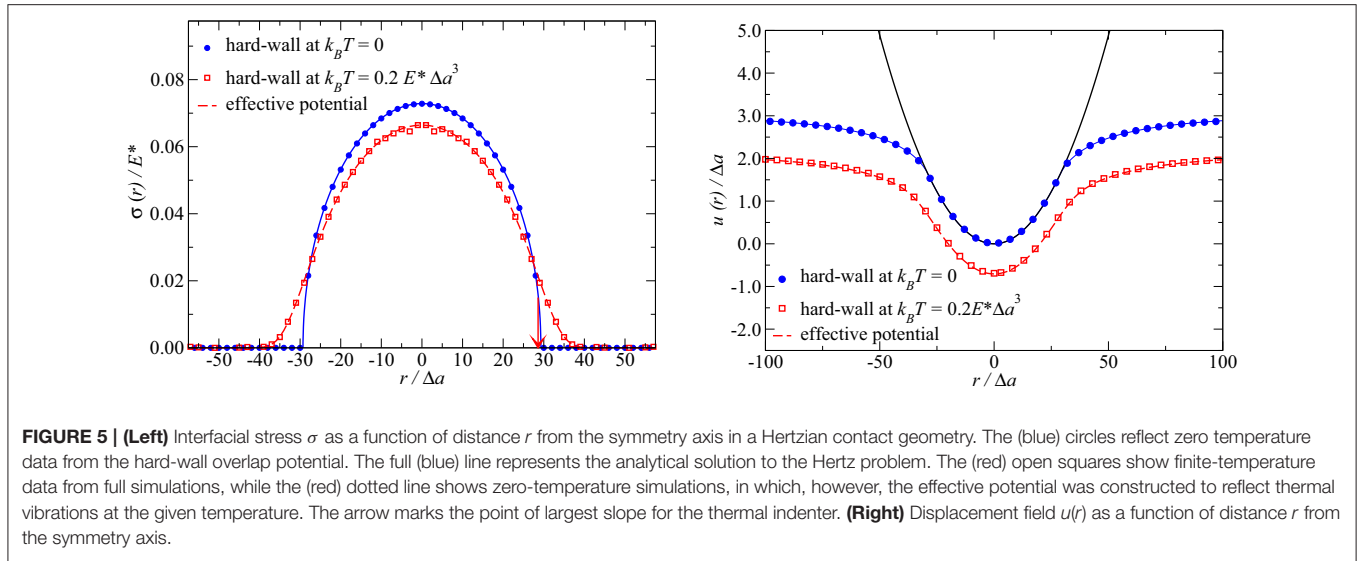 hard-wall at k_BT = 0
hard-wall at k_BT = 0.2 E* Δa^3
effective potential
0.08
0.06
0.04
0.02
0.00
σ (r) / E*
-50 -40 -30 -20 -10 0 10 20 30 40 50
r / Δa
5.0
4.0
3.0
2.0
1.0
0.0
-1.0
-2.0
u (r) / Δa
hard-wall at k_BT = 0
hard-wall at k_BT = 0.2E*Δa^3
effective potential
-100 -50 0 50 100
r / Δa
FIGURE 5 | (Left) Interfacial stress σ as a function of distance r from the symmetry axis in a Hertzian contact geometry. The (blue) circles reflect zero temperature
data from the hard-wall overlap potential. The full (blue) line represents the analytical solution to the Hertz problem. The (red) open squares show finite-temperature
data from full simulations, while the (red) dotted line shows zero-temperature simulations, in which, however, the effective potential was constructed to reflect thermal
vibrations at the given temperature. The arrow marks the point of largest slope for the thermal indenter. (Right) Displacement field u(r) as a function of distance r from
the symmetry axis.